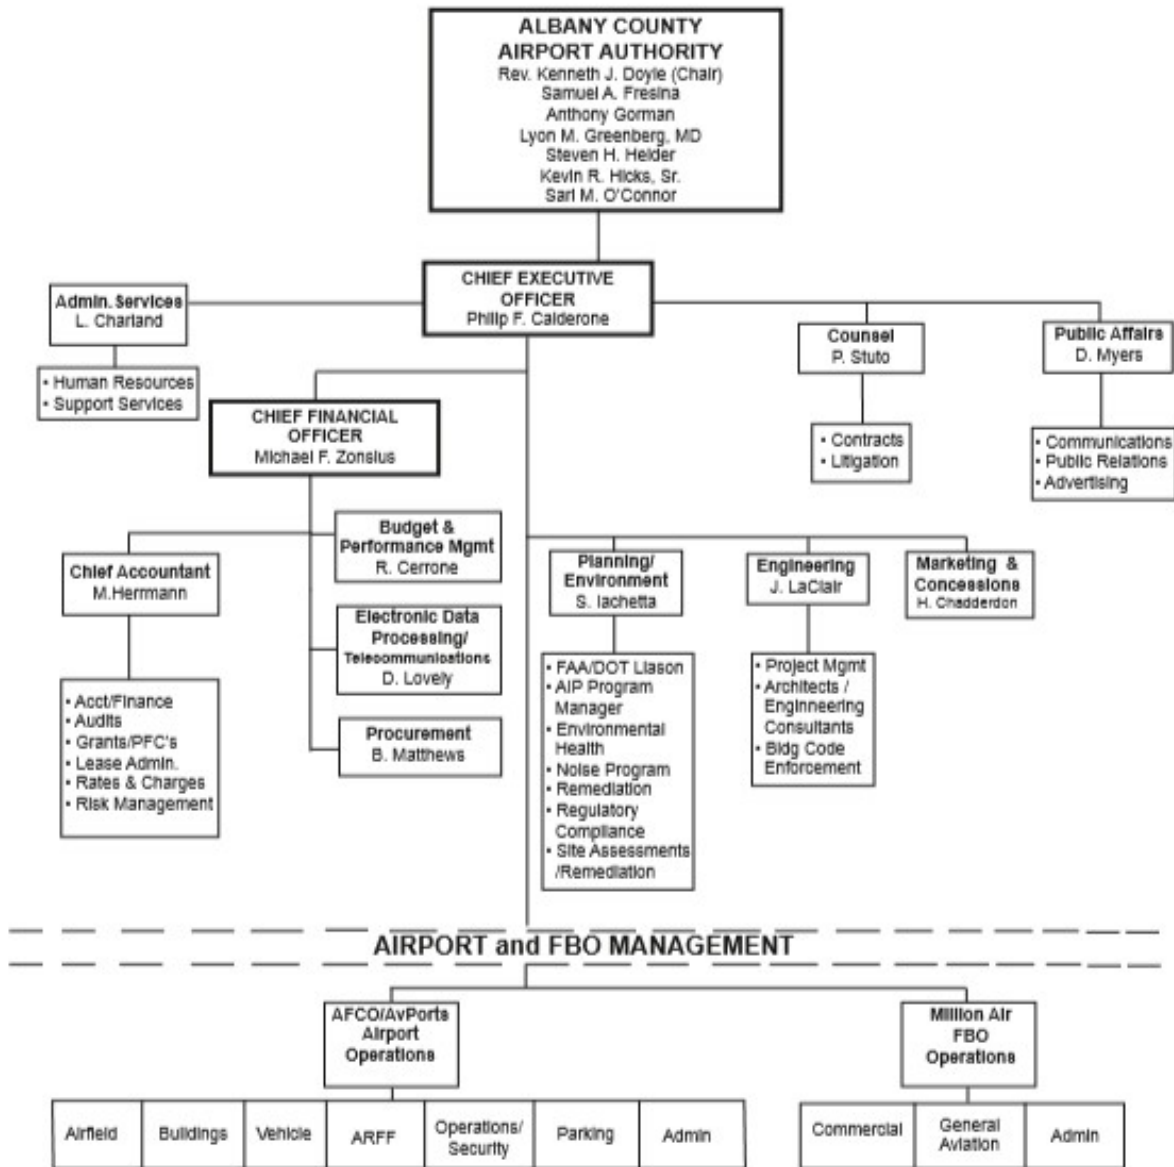 ALBANY COUNTY
AIRPORT AUTHORITY
Rev. Kenneth J. Doyle (Chair)
Samuel A. Fresina
Anthony Gorman
Lyon M. Greenberg, MD
Steven H. Heider
Kevin R. Hicks, Sr.
Sari M. O'Connor
CHIEF EXECUTIVE
OFFICER
Philip F. Calderone
Admin. Services
L. Charland
• Human Resources
• Support Services
Counsel
P. Stuto
• Contracts
• Litigation
Public Affairs
D. Myers
• Communications
• Public Relations
• Advertising
CHIEF FINANCIAL
OFFICER
Michael F. Zonsius
Chief Accountant
M.Herrmann
• Acct/Finance
• Audits
• Grants/PFC's
• Lease Admin.
• Rates & Charges
• Risk Management
Budget &
Performance Mgmt
R. Cerrone
Electronic Data
Processing/
Telecommunications
D. Lovely
Procurement
B. Matthews
Planning/
Environment
S. Iachetta
• FAA/DOT Liason
• AIP Program
Manager
• Environmental
Health
• Noise Program
• Remediation
• Regulatory
Compliance
• Site Assessments
/Remediation
Engineering
J. LaClair
• Project Mgmt
• Architects /
Enginneering
Consultants
• Bldg Code
Enforcement
Marketing &
Concessions
H. Chadderdon
AIRPORT and FBO MANAGEMENT
AFCO/AvPorts
Airport
Operations
Airfield
Buildings
Vehicle
ARFF
Operations/
Security
Parking
Admin
Million Air
FBO
Operations
Commercial
General
Aviation
Admin